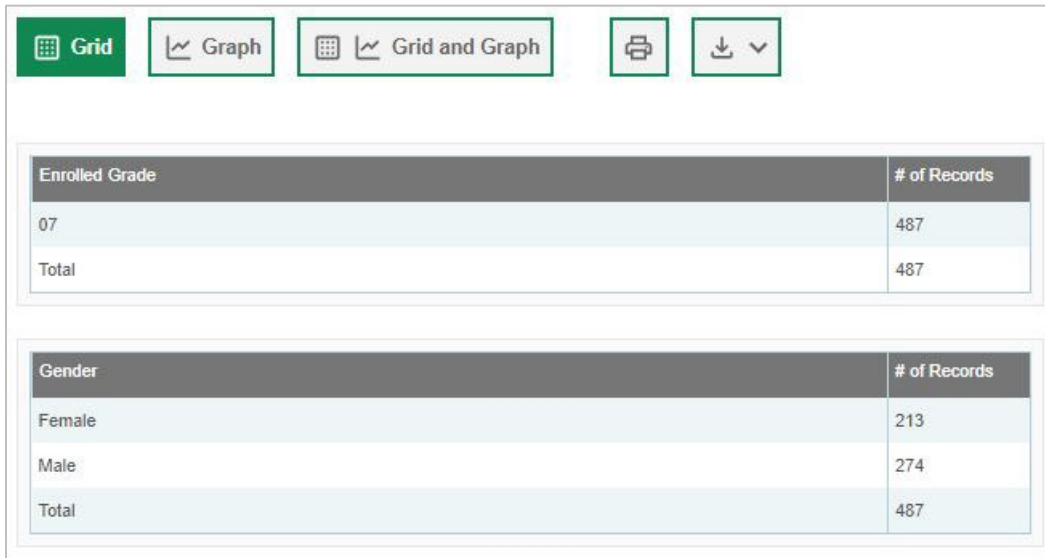 Grid Graph Grid and Graph
Enrolled Grade # of Records
07 487
Total 487
Gender # of Records
Female 213
Male 274
Total 487